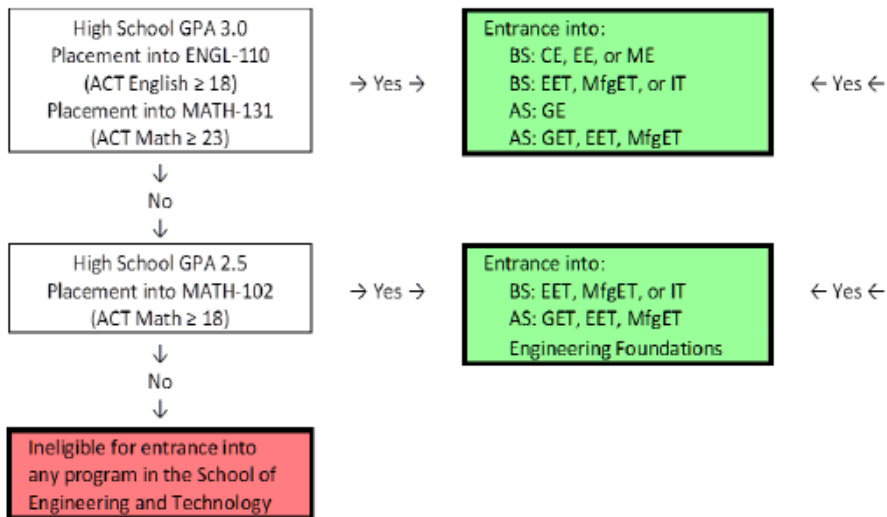 High School GPA 3.0
Placement into ENGL-110
(ACT English ≥ 18)
Placement into MATH-131
(ACT Math ≥ 23)
→ Yes →
Entrance into:
BS: CE, EE, or ME
BS: EET, MfgET, or IT
AS: GE
AS: GET, EET, MfgET
← Yes ←
↓
No
↓
High School GPA 2.5
Placement into MATH-102
(ACT Math ≥ 18)
→ Yes →
Entrance into:
BS: EET, MfgET, or IT
AS: GET, EET, MfgET
Engineering Foundations
← Yes ←
↓
No
↓
Ineligible for entrance into
any program in the School of
Engineering and Technology